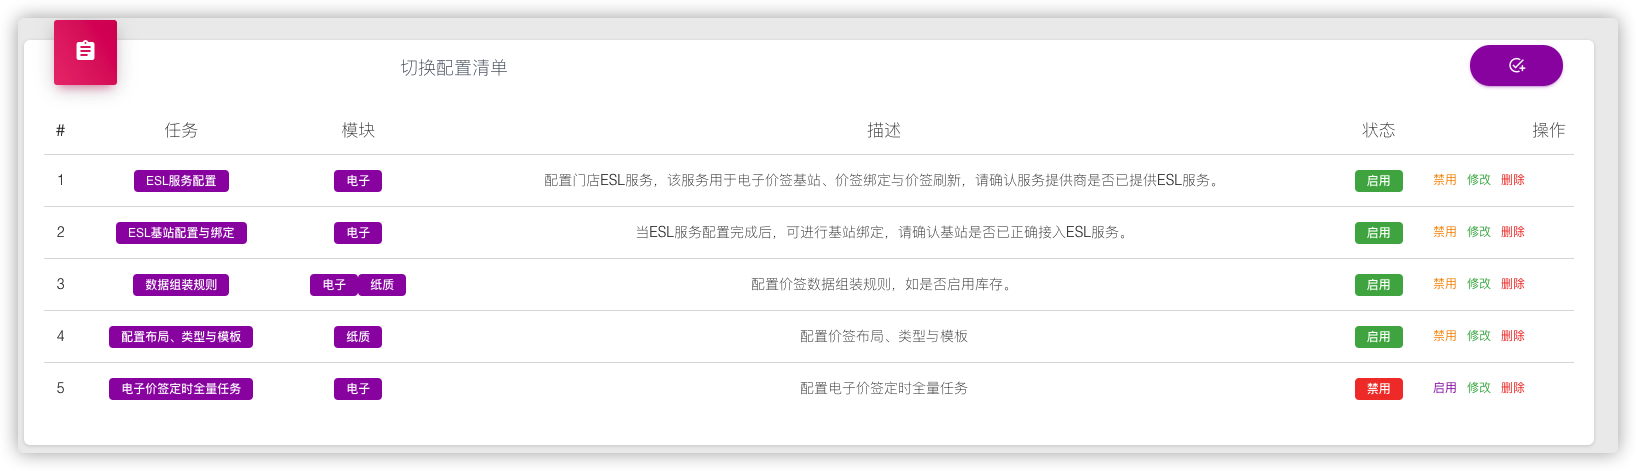 切换配置清单
# 任务 模块 描述 状态 操作
1 ESL服务配置 电子 配置门店ESL服务，该服务用于电子价签基站、价签绑定与价签刷新，请确认服务提供商是否已提供ESL服务。 启用 禁用 修改 删除
2 ESL基站配置与绑定 电子 当ESL服务配置完成后，可进行基站绑定，请确认基站是否已正确接入ESL服务。 启用 禁用 修改 删除
3 数据组装规则 电子 纸质 配置价签数据组装规则，如是否启用库存。 启用 禁用 修改 删除
4 配置布局、类型与模板 纸质 配置价签布局、类型与模板 启用 禁用 修改 删除
5 电子价签定时全量任务 电子 配置电子价签定时全量任务 禁用 启用 修改 删除